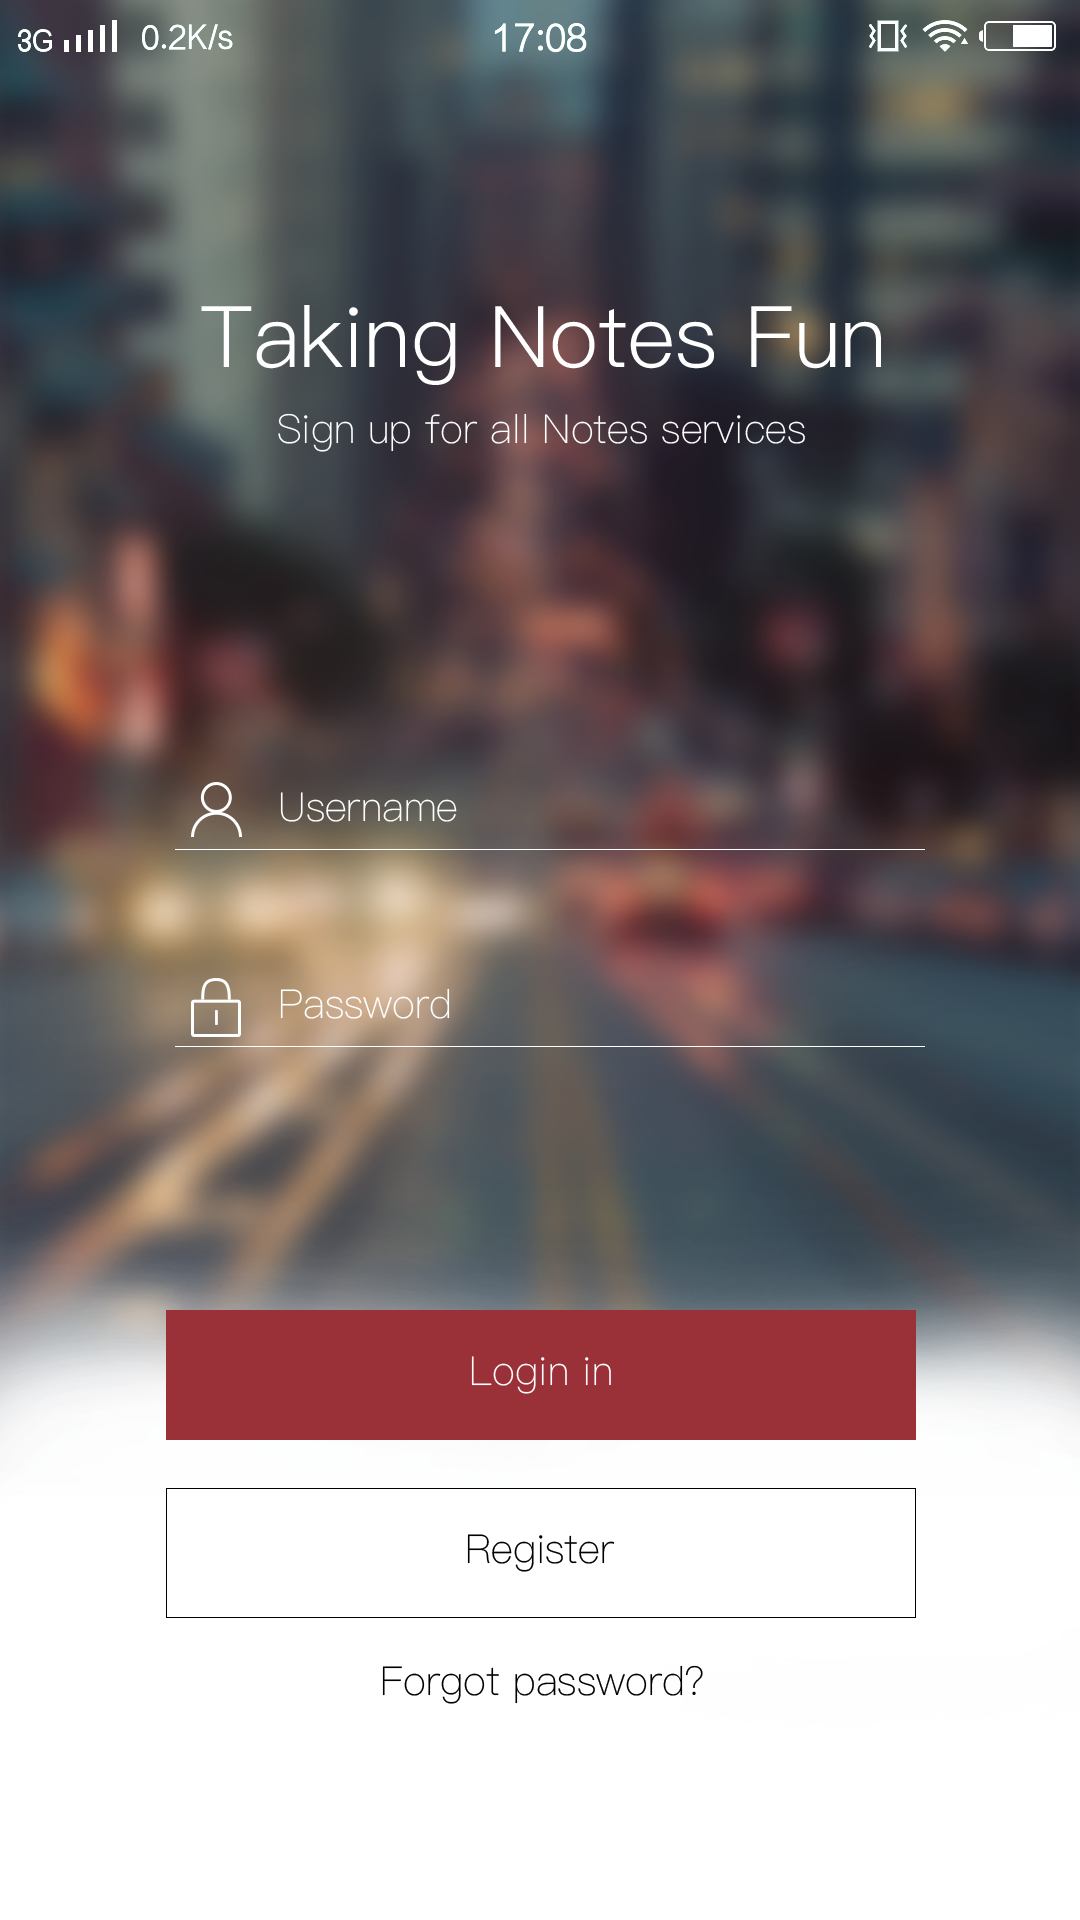 3G 0.2K/s 17:08
Taking Notes Fun
Sign up for all Notes services
Username
Password
Login in
Register
Forgot password?